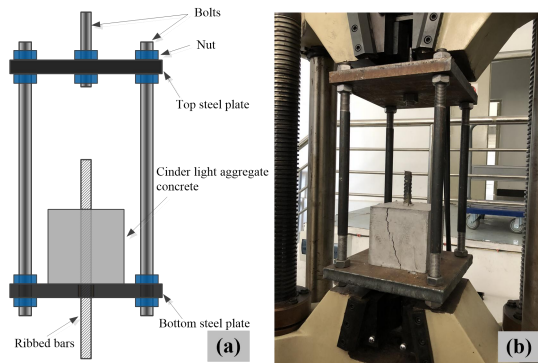 Bolts
Nut
Top steel plate
Cinder light aggregate
concrete
Bottom steel plate
Ribbed bars
(a)
(b)